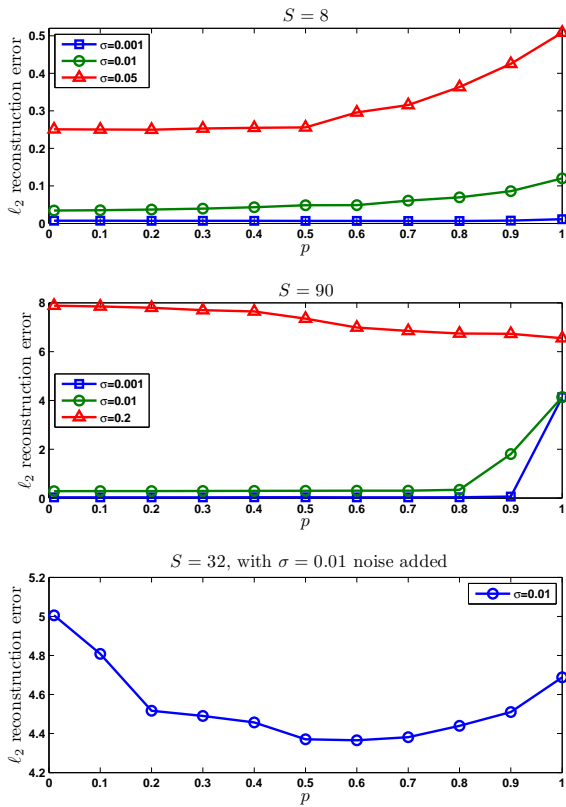 S = 8
σ=0.001
σ=0.01
σ=0.05
ℓ2 reconstruction error
0.5
0.4
0.3
0.2
0.1
0
0 0.1 0.2 0.3 0.4 0.5 0.6 0.7 0.8 0.9 1
p
S = 90
σ=0.001
σ=0.01
σ=0.2
ℓ2 reconstruction error
8
6
4
2
0
0 0.1 0.2 0.3 0.4 0.5 0.6 0.7 0.8 0.9 1
p
S = 32, with σ = 0.01 noise added
σ=0.01
ℓ2 reconstruction error
5.2
5
4.8
4.6
4.4
4.2
0 0.1 0.2 0.3 0.4 0.5 0.6 0.7 0.8 0.9 1
p